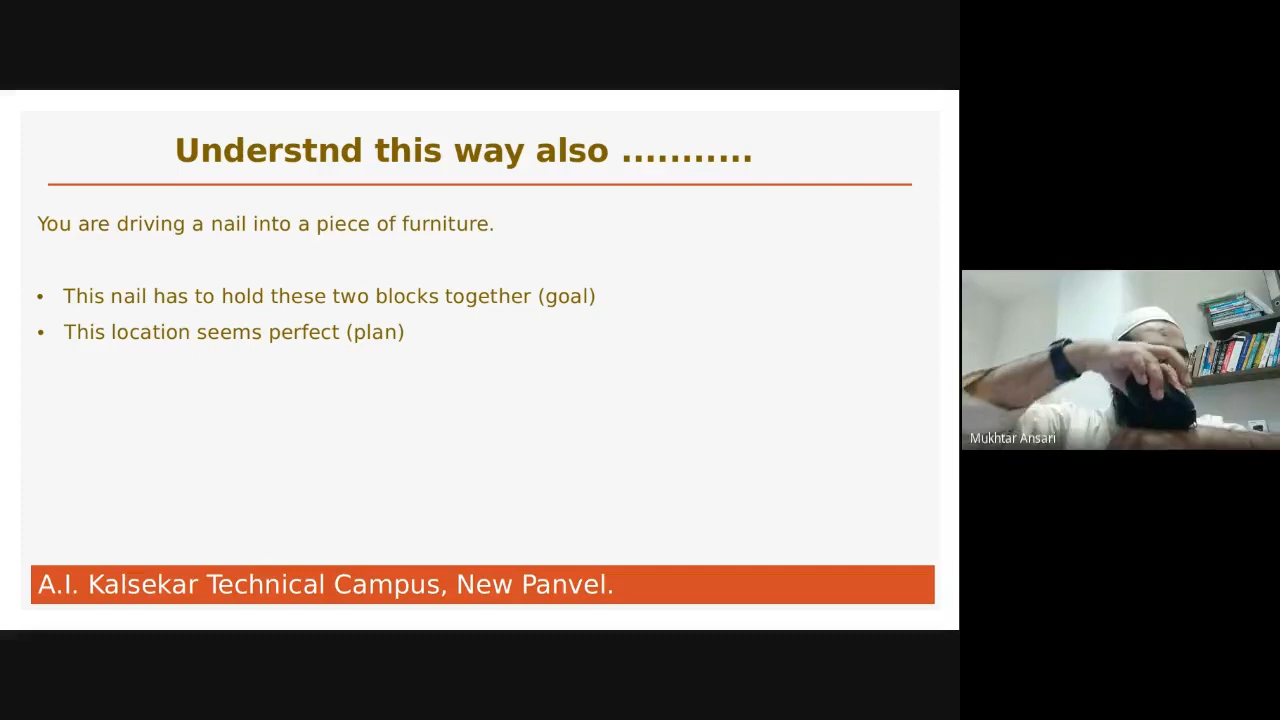 Understnd this way also ...........
You are driving a nail into a piece of furniture.
• This nail has to hold these two blocks together (goal)
• This location seems perfect (plan)
A.I. Kalsekar Technical Campus, New Panvel.
Mukhtar Ansari